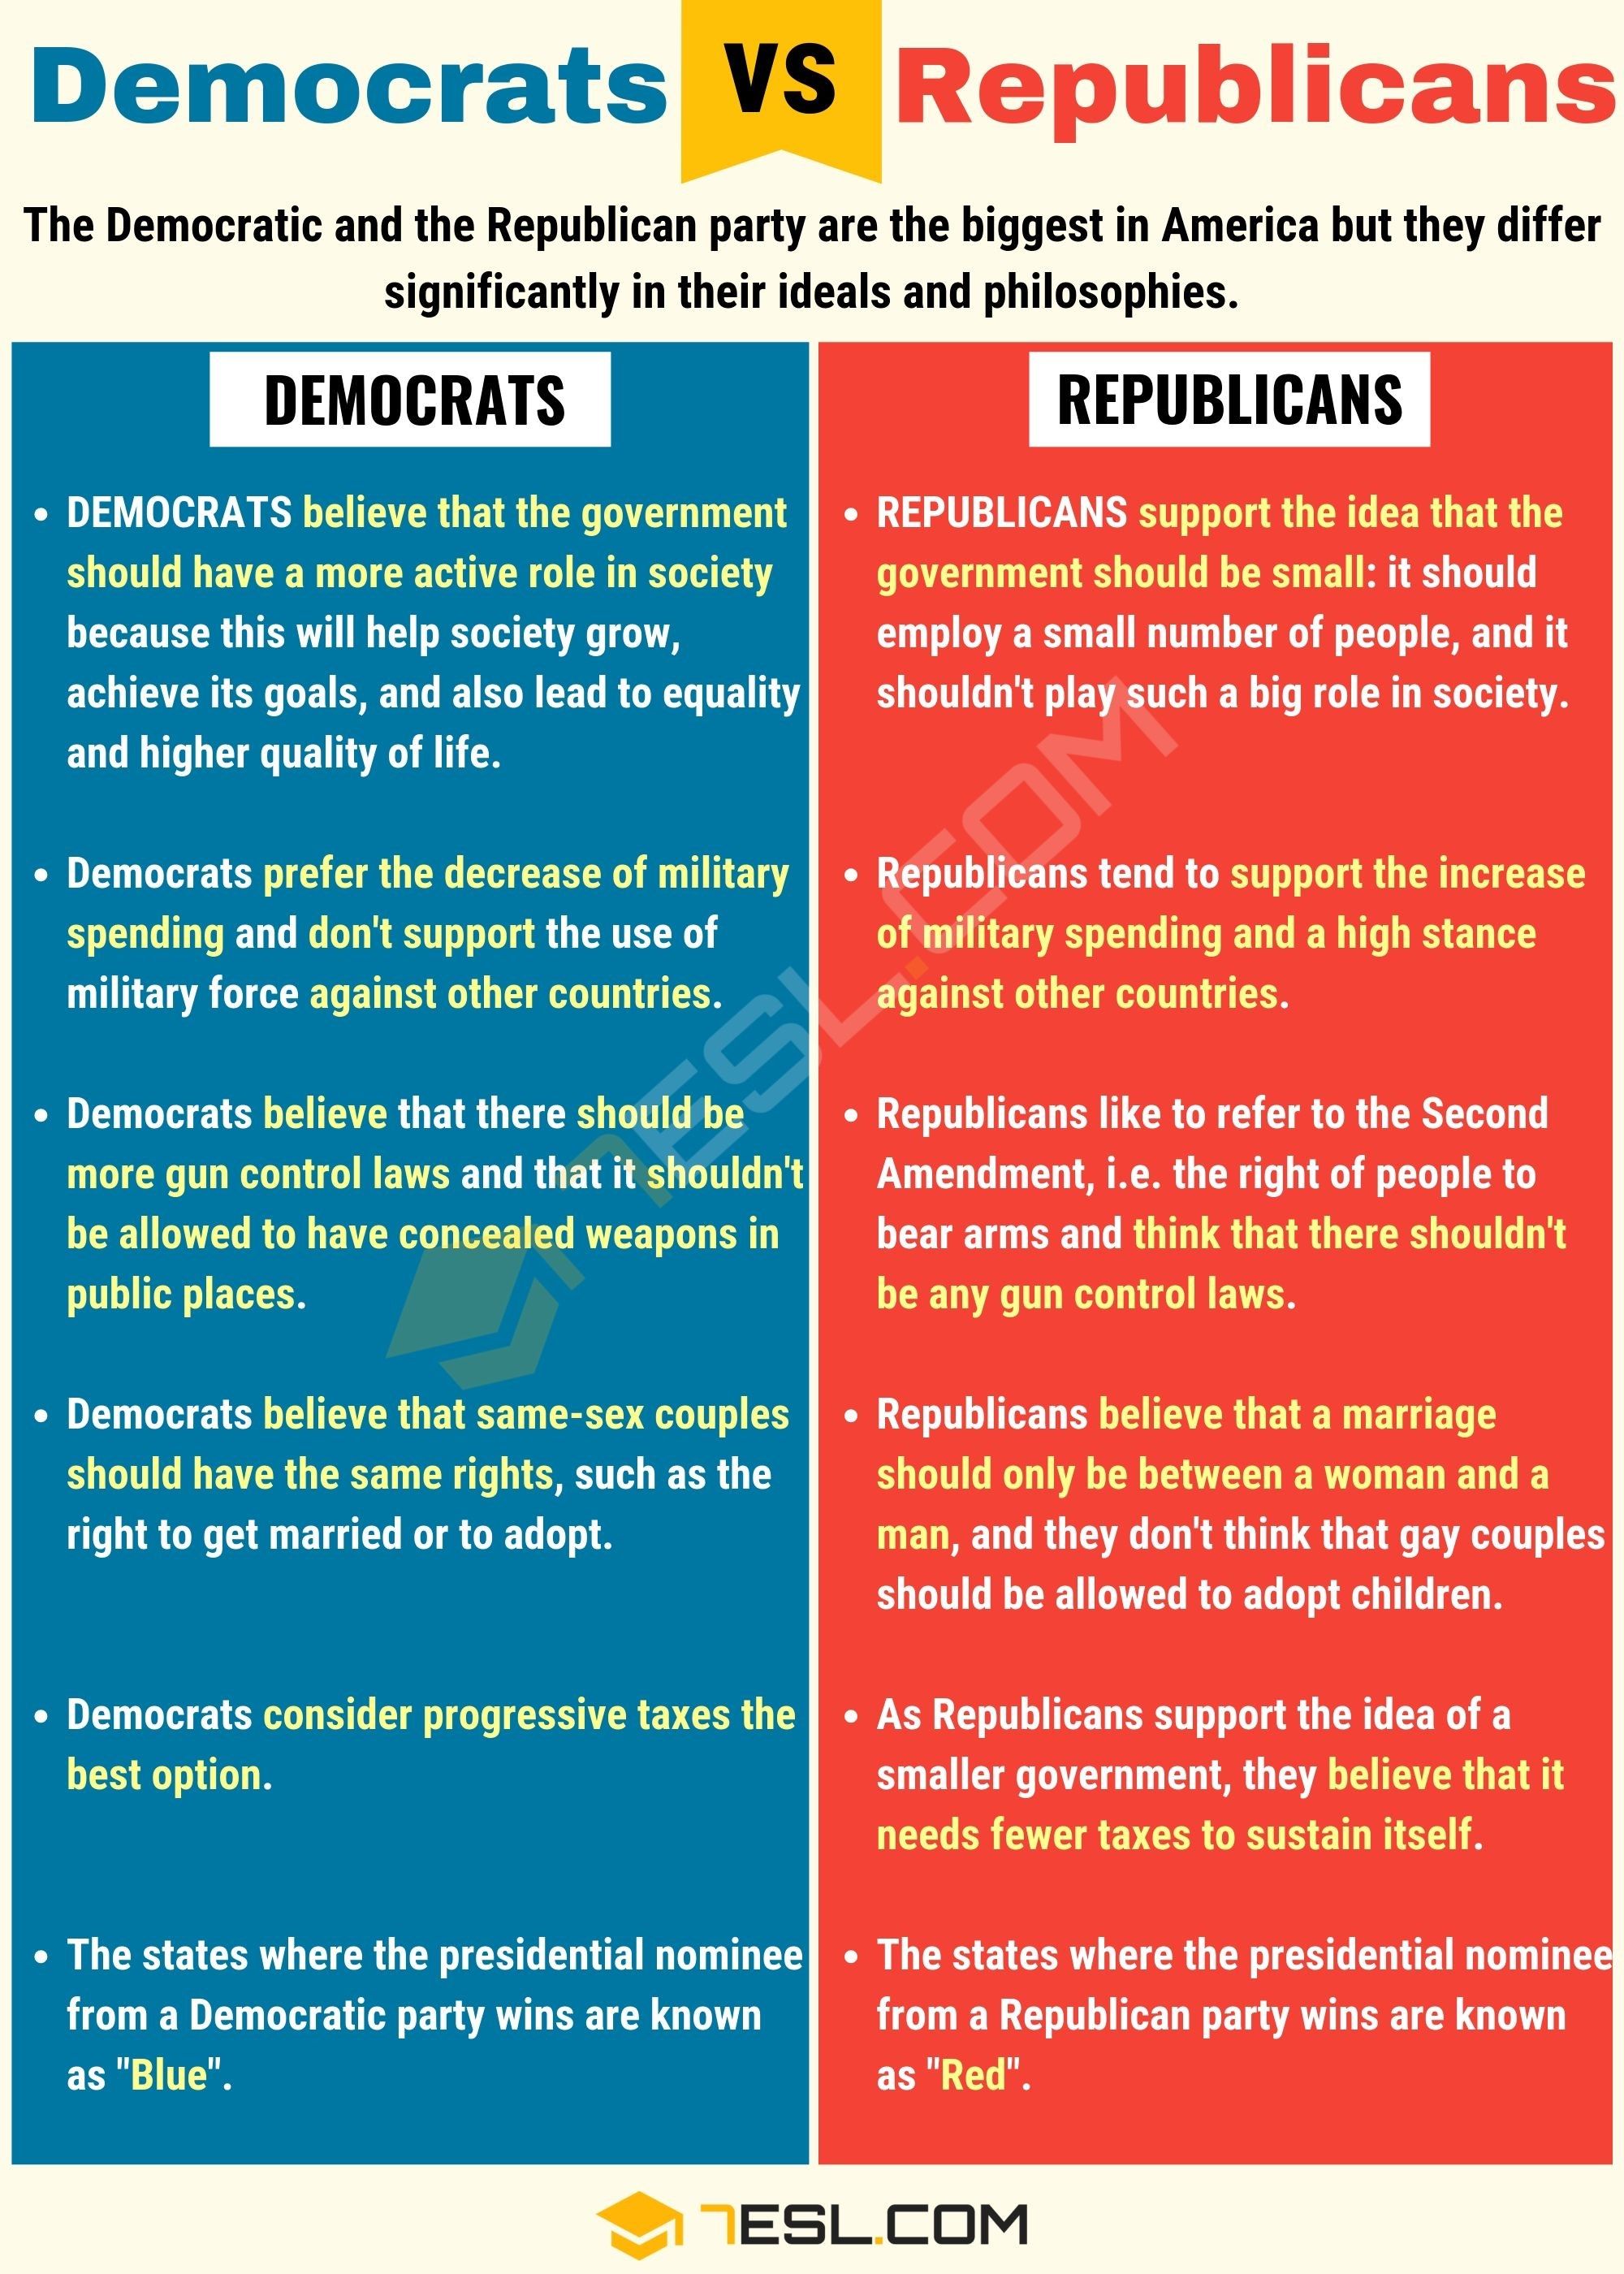 Democrats VS Republicans
The Democratic and the Republican party are the biggest in America but they differ
significantly in their ideals and philosophies.
DEMOCRATS
DEMOCRATS believe that the government
should have a more active role in society
because this will help society grow,
achieve its goals, and also lead to equality
and higher quality of life.
Democrats prefer the decrease of military
spending and don't support the use of
military force against other countries.
Democrats believe that there should be
more gun control laws and that it shouldn't
be allowed to have concealed weapons in
public places.
Democrats believe that same-sex couples
should have the same rights, such as the
right to get married or to adopt.
Democrats consider progressive taxes the
best option.
The states where the presidential nominee
from a Democratic party wins are known
as "Blue".
REPUBLICANS
REPUBLICANS support the idea that the
government should be small: it should
employ a small number of people, and it
shouldn't play such a big role in society.
Republicans tend to support the increase
of military spending and a high stance
against other countries.
Republicans like to refer to the Second
Amendment, i.e. the right of people to
bear arms and think that there shouldn't
be any gun control laws.
Republicans believe that a marriage
should only be between a woman and a
man, and they don't think that gay couples
should be allowed to adopt children.
As Republicans support the idea of a
smaller government, they believe that it
needs fewer taxes to sustain itself.
The states where the presidential nominee
from a Republican party wins are known
as "Red".
7ESL.COM
7ESL.COM